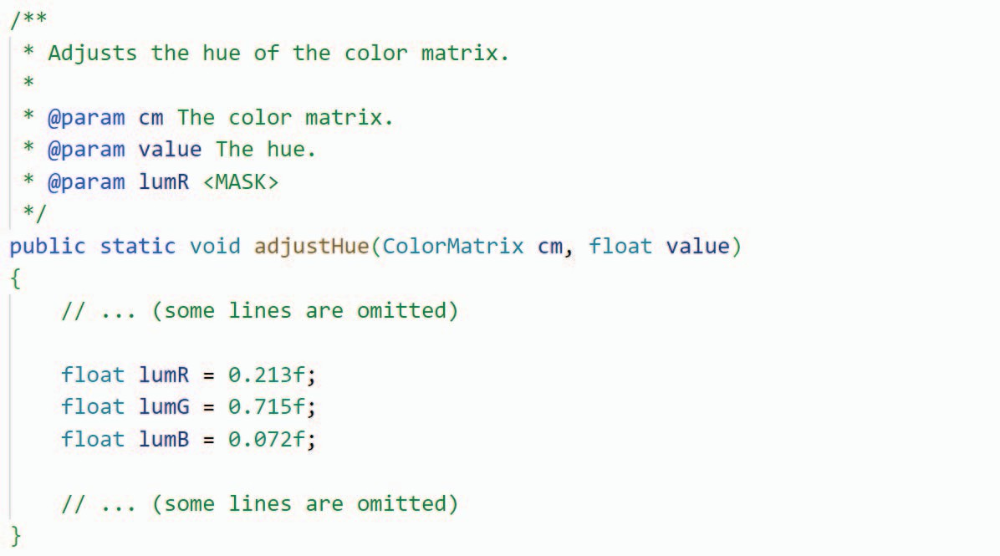 /**
 * Adjusts the hue of the color matrix.
 *
 * @param cm The color matrix.
 * @param value The hue.
 * @param lumR <MASK>
 */
public static void adjustHue(ColorMatrix cm, float value)
{
    // ... (some lines are omitted)

    float lumR = 0.213f;
    float lumG = 0.715f;
    float lumB = 0.072f;

    // ... (some lines are omitted)
}